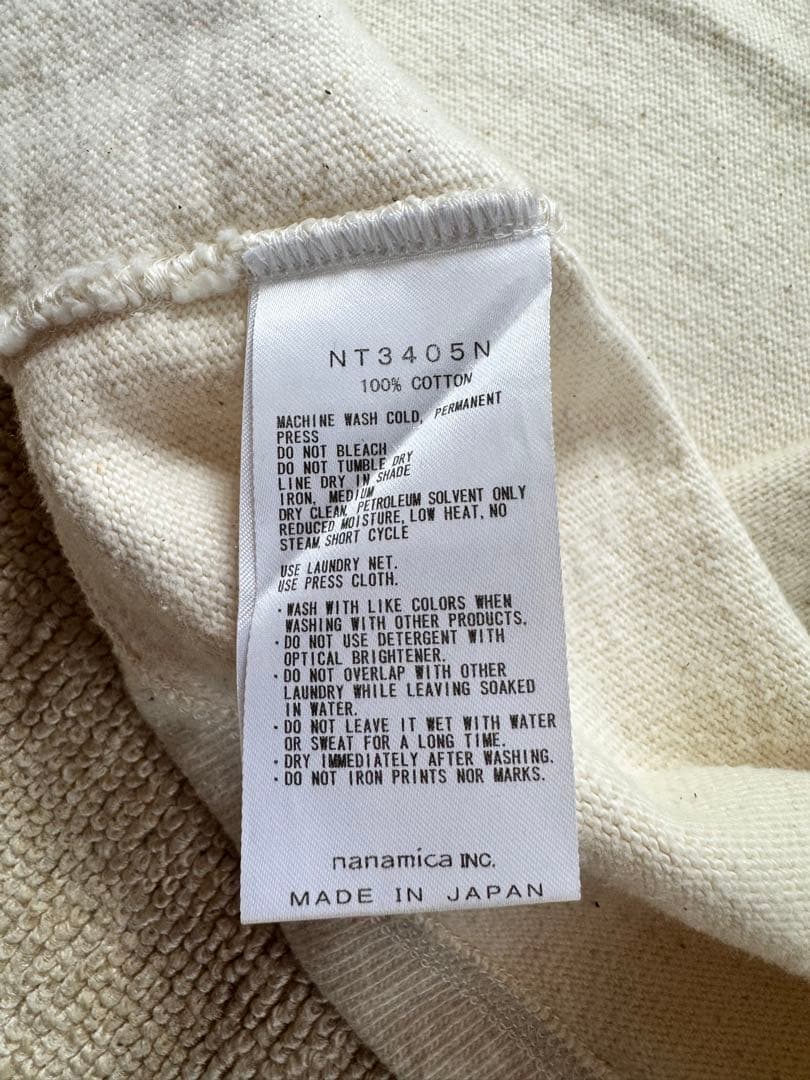 NT3405N
100% COTTON
MACHINE WASH COLD, PERMANENT
PRESS
DO NOT BLEACH
DO NOT TUMBLE DRY
LINE DRY IN SHADE
IRON, MEDIUM
DRY CLEAN, PETROLEUM SOLVENT ONLY
REDUCED MOISTURE, LOW HEAT, NO
STEAM, SHORT CYCLE
USE LAUNDRY NET.
USE PRESS CLOTH.
・WASH WITH LIKE COLORS WHEN
WASHING WITH OTHER PRODUCTS.
・DO NOT USE DETERGENT WITH
OPTICAL BRIGHTENER.
・DO NOT OVERLAP WITH OTHER
LAUNDRY WHILE LEAVING SOAKED
IN WATER.
・DO NOT LEAVE IT WET WITH WATER
OR SWEAT FOR A LONG TIME.
・DRY IMMEDIATELY AFTER WASHING.
・DO NOT IRON PRINTS NOR MARKS.
nanamica INC.
MADE IN JAPAN